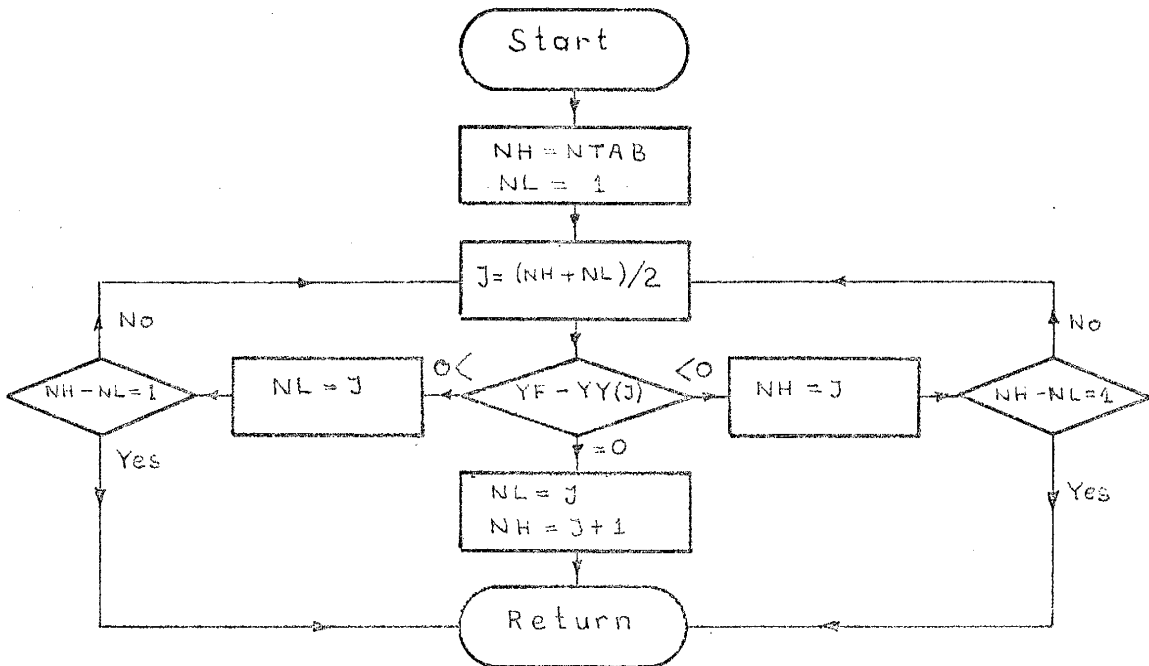 Start
NH = NTAB
NL = 1
J = (NH + NL)/2
No
No
NH - NL = 1
NL = J
0<
YF - YY(J)
<0
NH = J
NH - NL = 1
Yes
=0
Yes
NL = J
NH = J + 1
Return